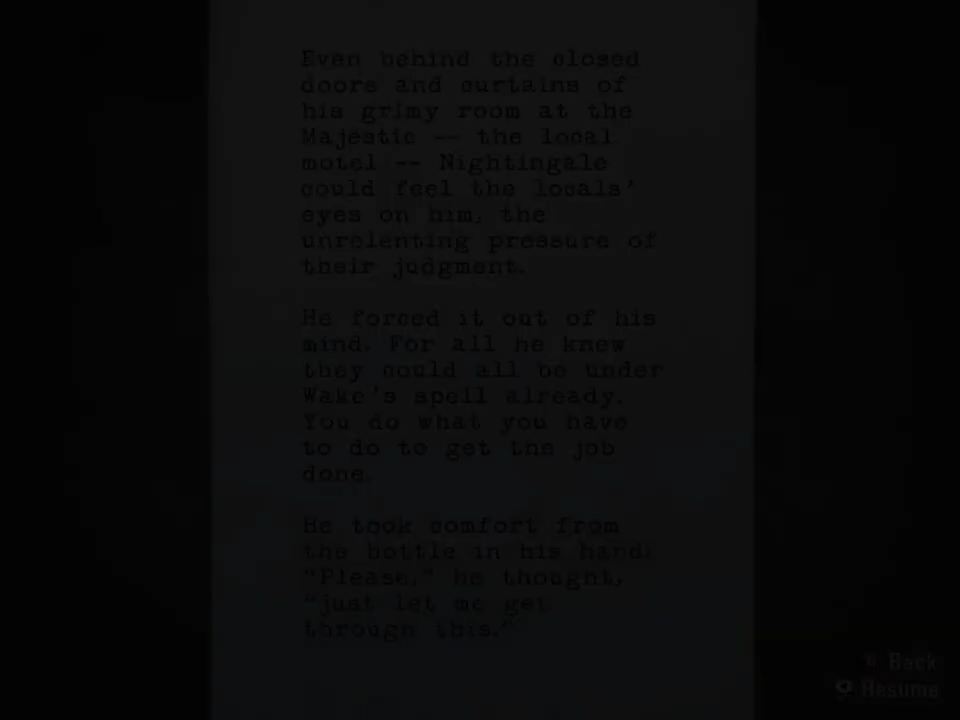 Even behind the closed
doors and curtains of
his grimy room at the
Majestic -- the local
motel -- Nightingale
could feel the locals'
eyes on him, the
unrelenting pressure of
their judgment.
He forced it out of his
mind. For all he knew
they could all be under
Wake's spell already.
You do what you have
to do to get the job
done.
He took comfort from
the bottle in his hand.
"Please," he thought,
"just let me get
through this."
Back
Resume